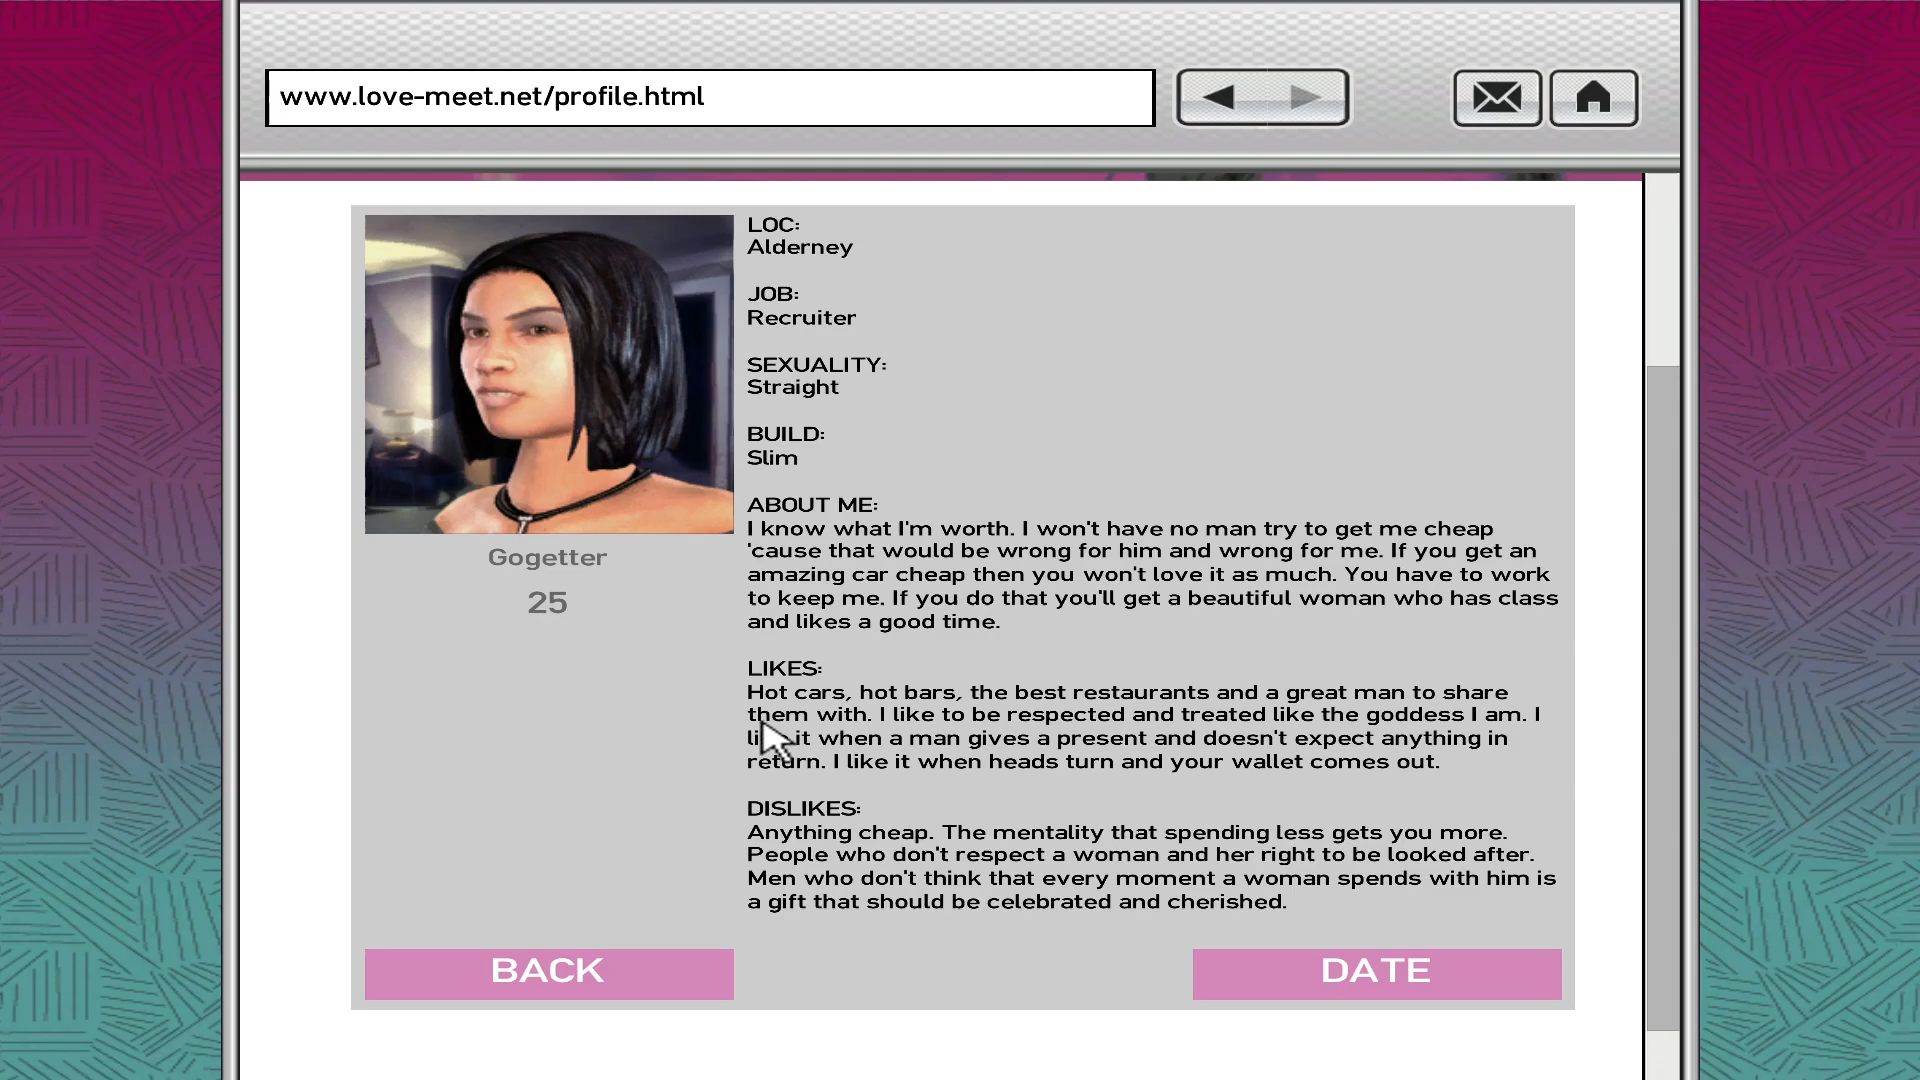 www.love-meet.net/profile.html
LOC:
Alderney
JOB:
Recruiter
SEXUALITY:
Straight
BUILD:
Slim
ABOUT ME:
I know what I'm worth. I won't have no man try to get me cheap
'cause that would be wrong for him and wrong for me. If you get an
amazing car cheap then you won't love it as much. You have to work
to keep me. If you do that you'll get a beautiful woman who has class
and likes a good time.
LIKES:
Hot cars, hot bars, the best restaurants and a great man to share
them with. I like to be respected and treated like the goddess I am. I
it when a man gives a present and doesn't expect anything in
return. I like it when heads turn and your wallet comes out.
DISLIKES:
Anything cheap. The mentality that spending less gets you more.
People who don't respect a woman and her right to be looked after.
Men who don't think that every moment a woman spends with him is
a gift that should be celebrated and cherished.
Gogetter
25
BACK
DATE